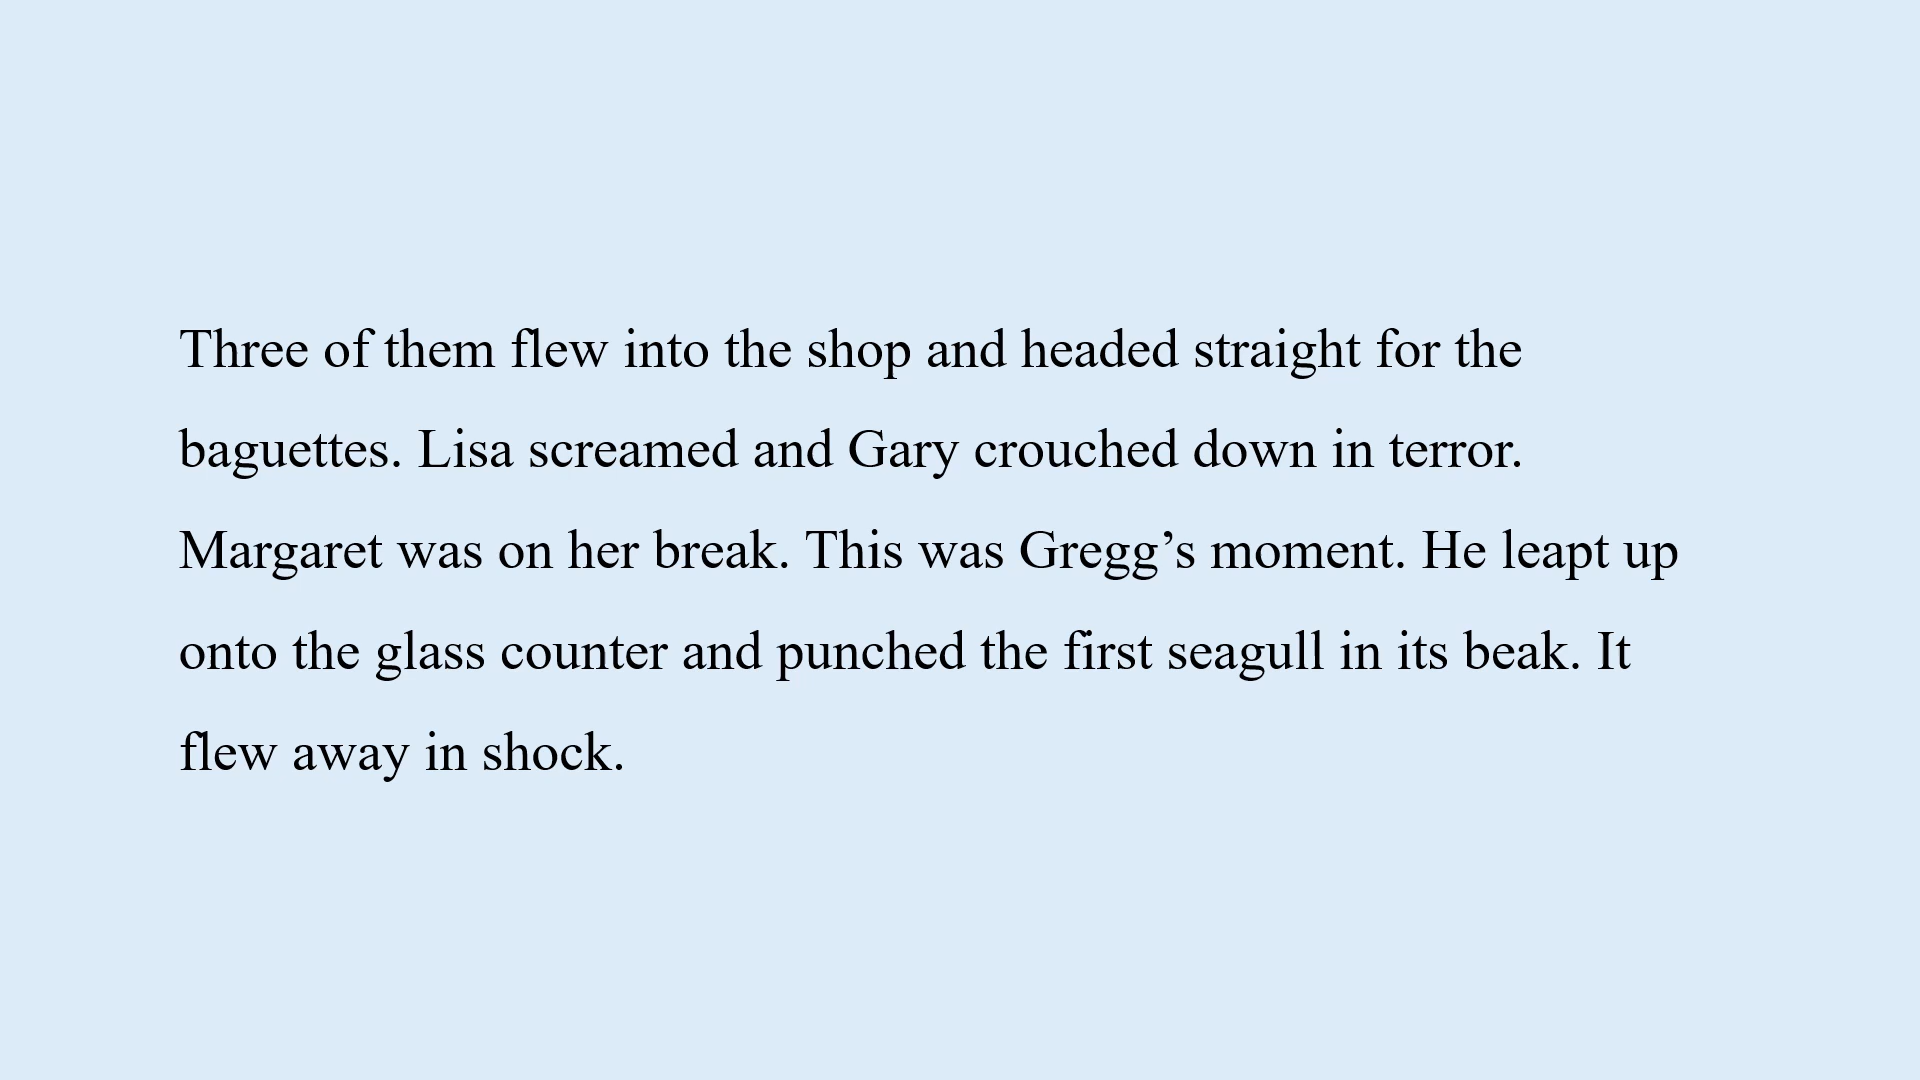 Three of them flew into the shop and headed straight for the
baguettes. Lisa screamed and Gary crouched down in terror.
Margaret was on her break. This was Gregg’s moment. He leapt up
onto the glass counter and punched the first seagull in its beak. It
flew away in shock.